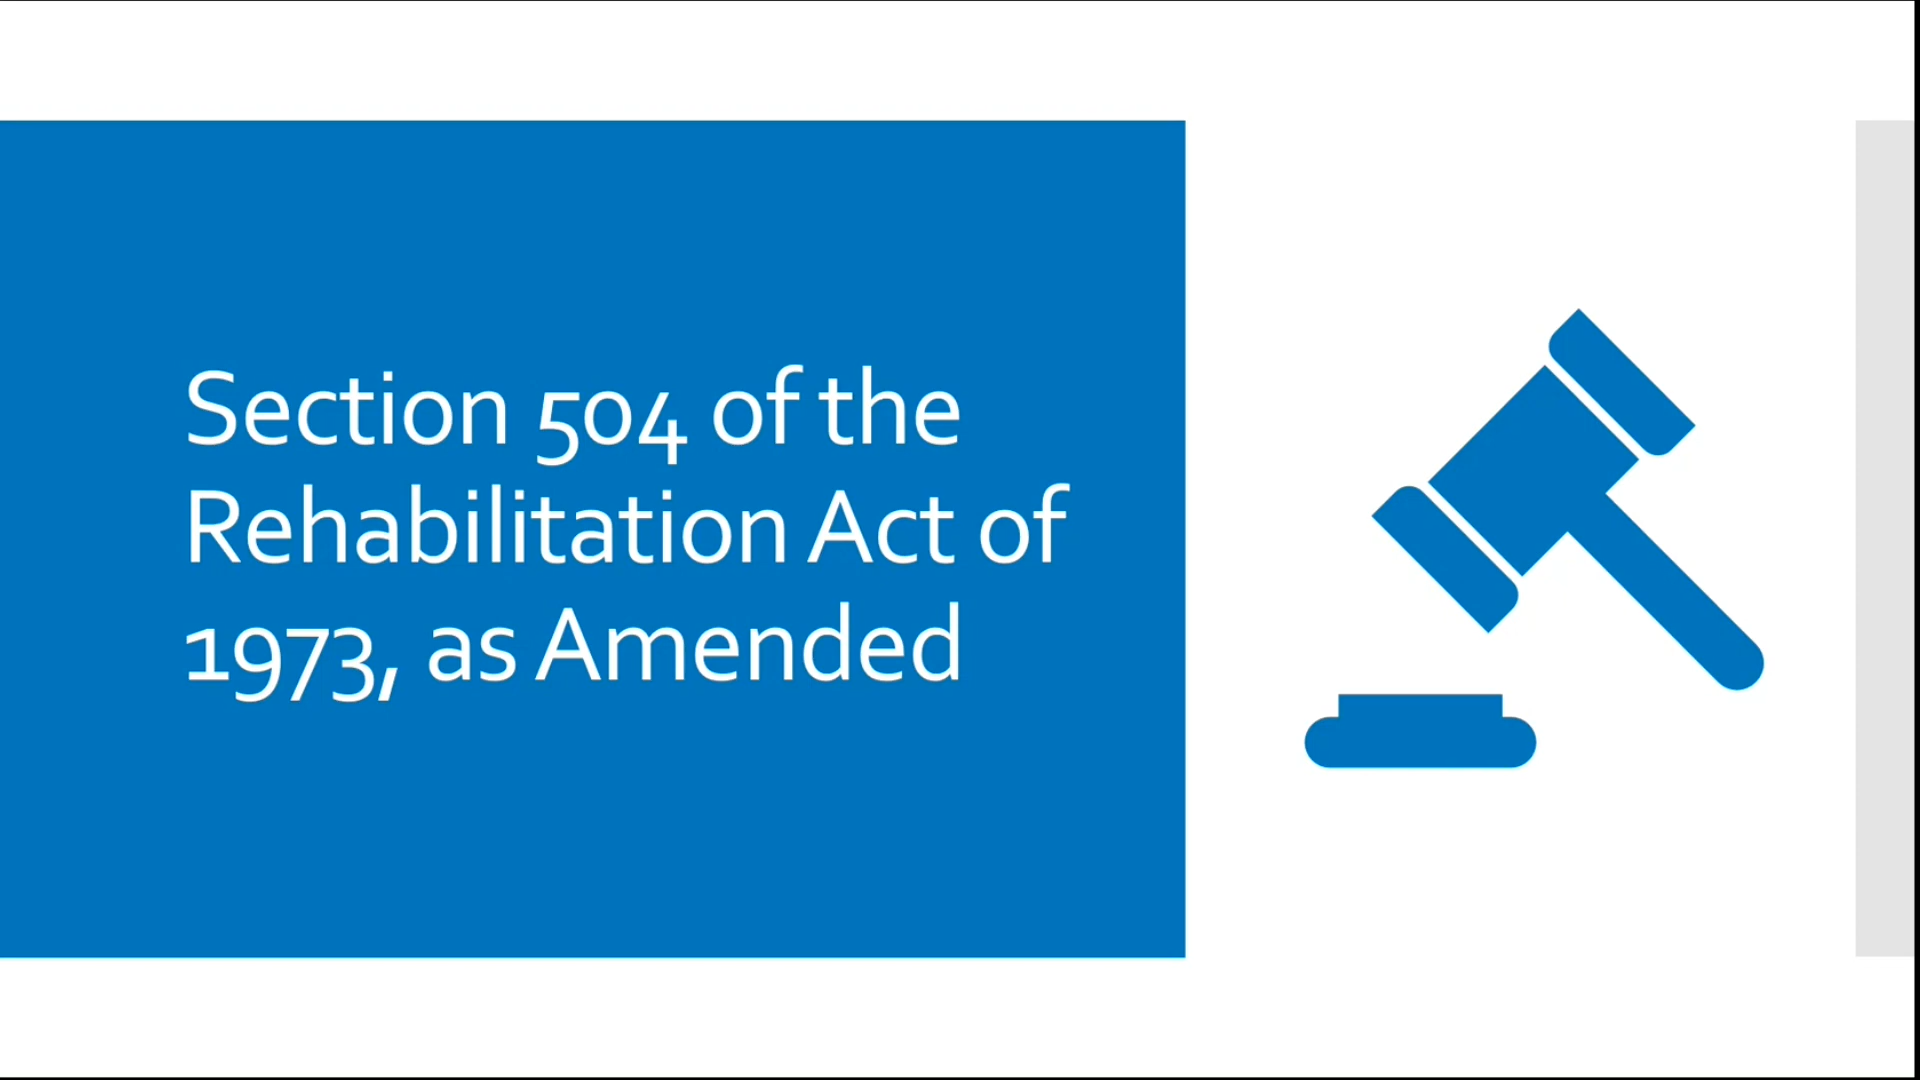 Section 504 of the
Rehabilitation Act of
1973, as Amended